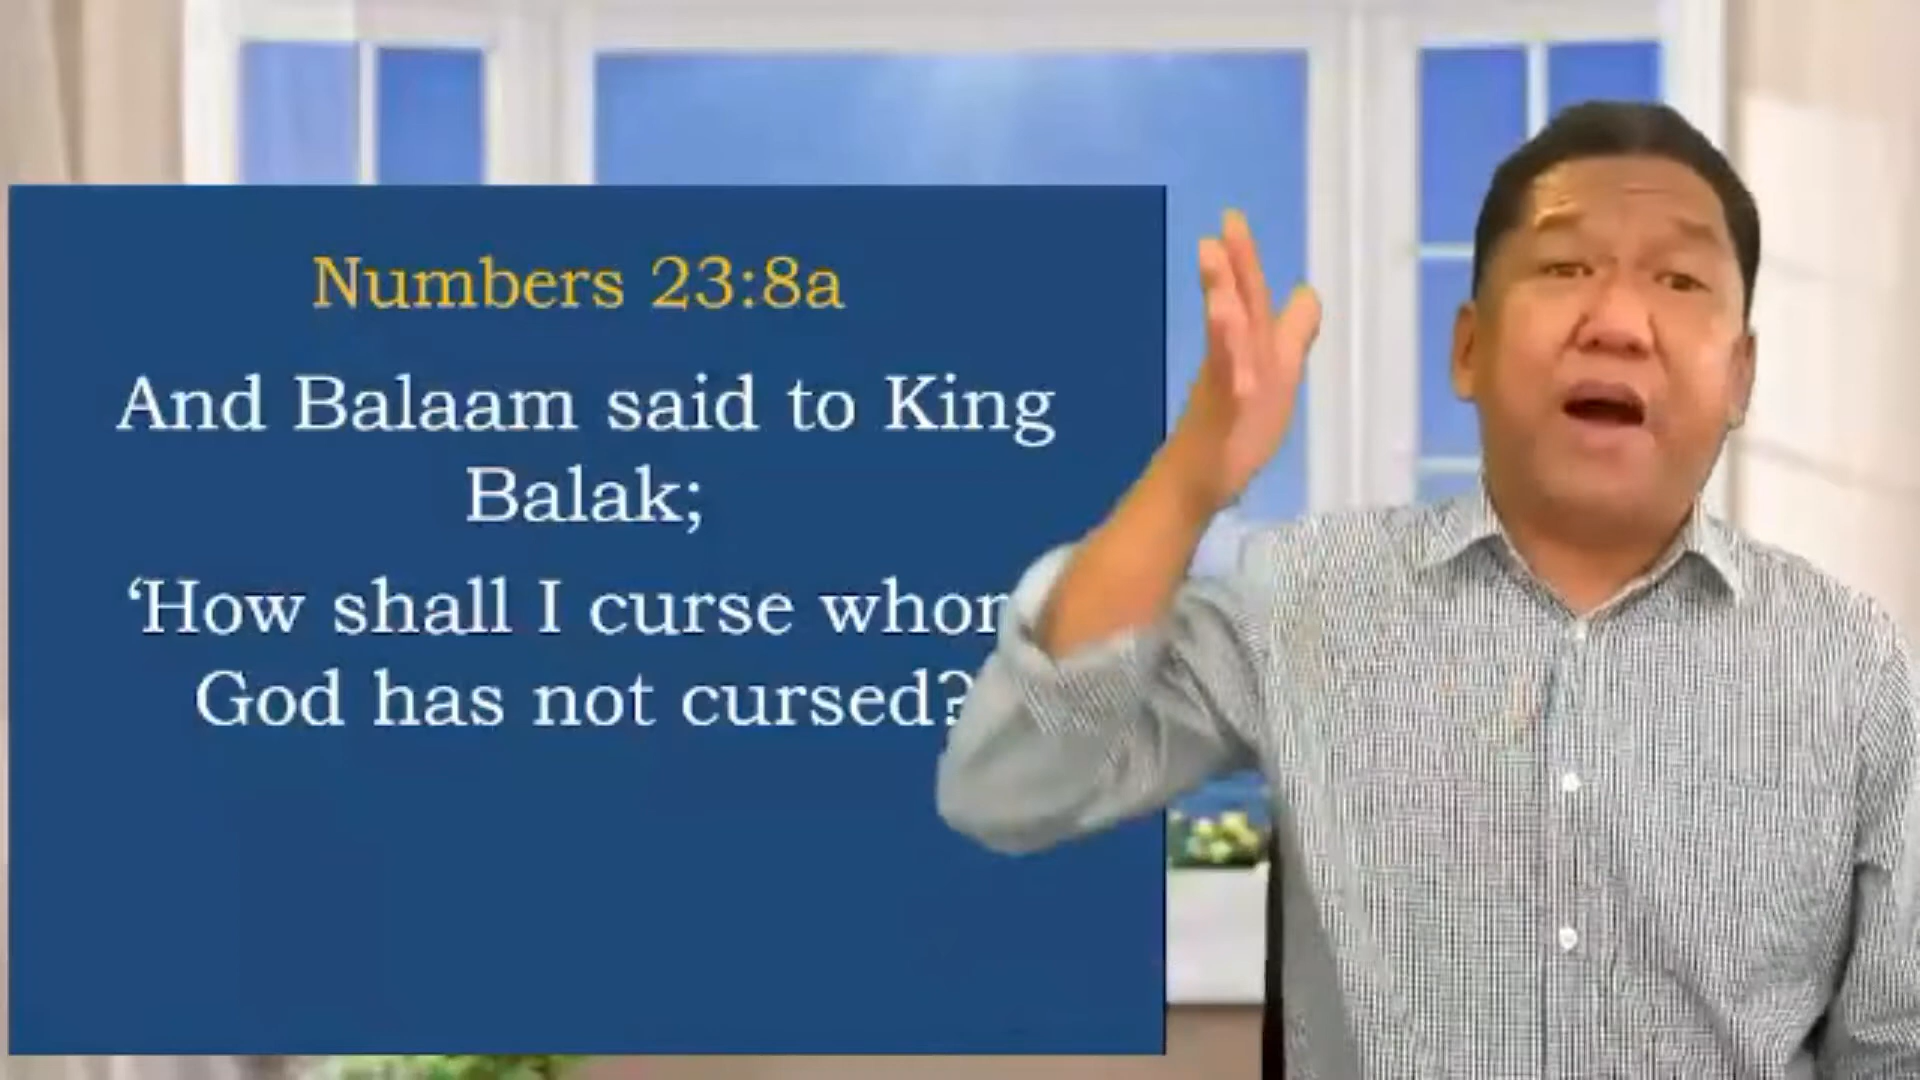 Numbers 23:8a
And Balaam said to King
Balak;
‘How shall I curse
God has not cursed?